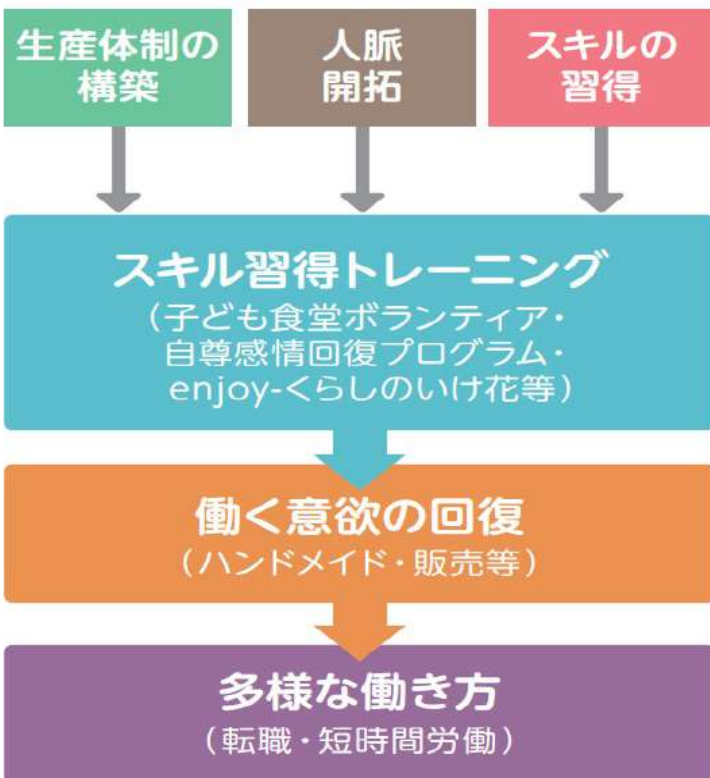 生産体制の
構築
人脈
開拓
スキルの
習得
スキル習得トレーニング
（子ども食堂ボランティア・
自尊感情回復プログラム・
enjoy-くらしのいけ花等）
働く意欲の回復
（ハンドメイド・販売等）
多様な働き方
（転職・短時間労働）